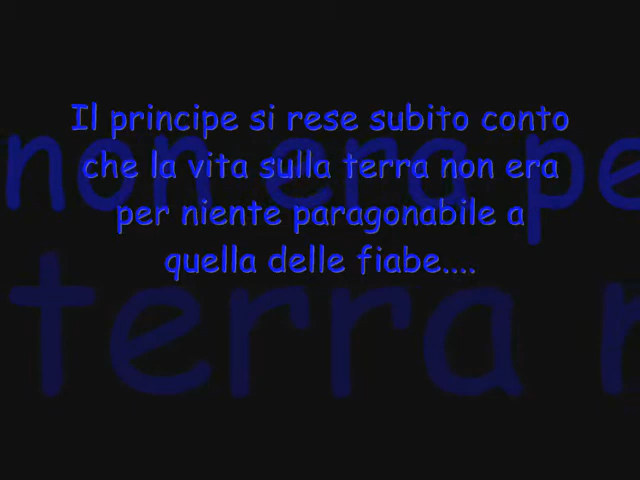 Il principe si rese subito conto
che la vita sulla terra non era
per niente paragonabile a
quella delle fiabe....
non era pe
terra n